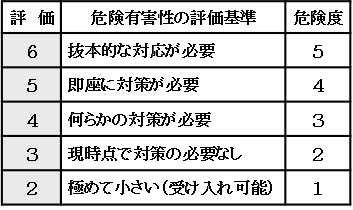 評　価 危険有害性の評価基準 危険度
6 抜本的な対応が必要 5
5 即座に対策が必要 4
4 何らかの対策が必要 3
3 現時点で対策の必要なし 2
2 極めて小さい（受け入れ可能） 1